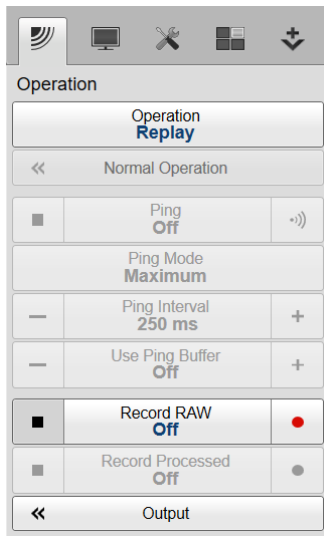 Operation
Operation
Replay
Normal Operation
Ping
Off
Ping Mode
Maximum
Ping Interval
250 ms
Use Ping Buffer
Off
Record RAW
Off
Record Processed
Off
Output